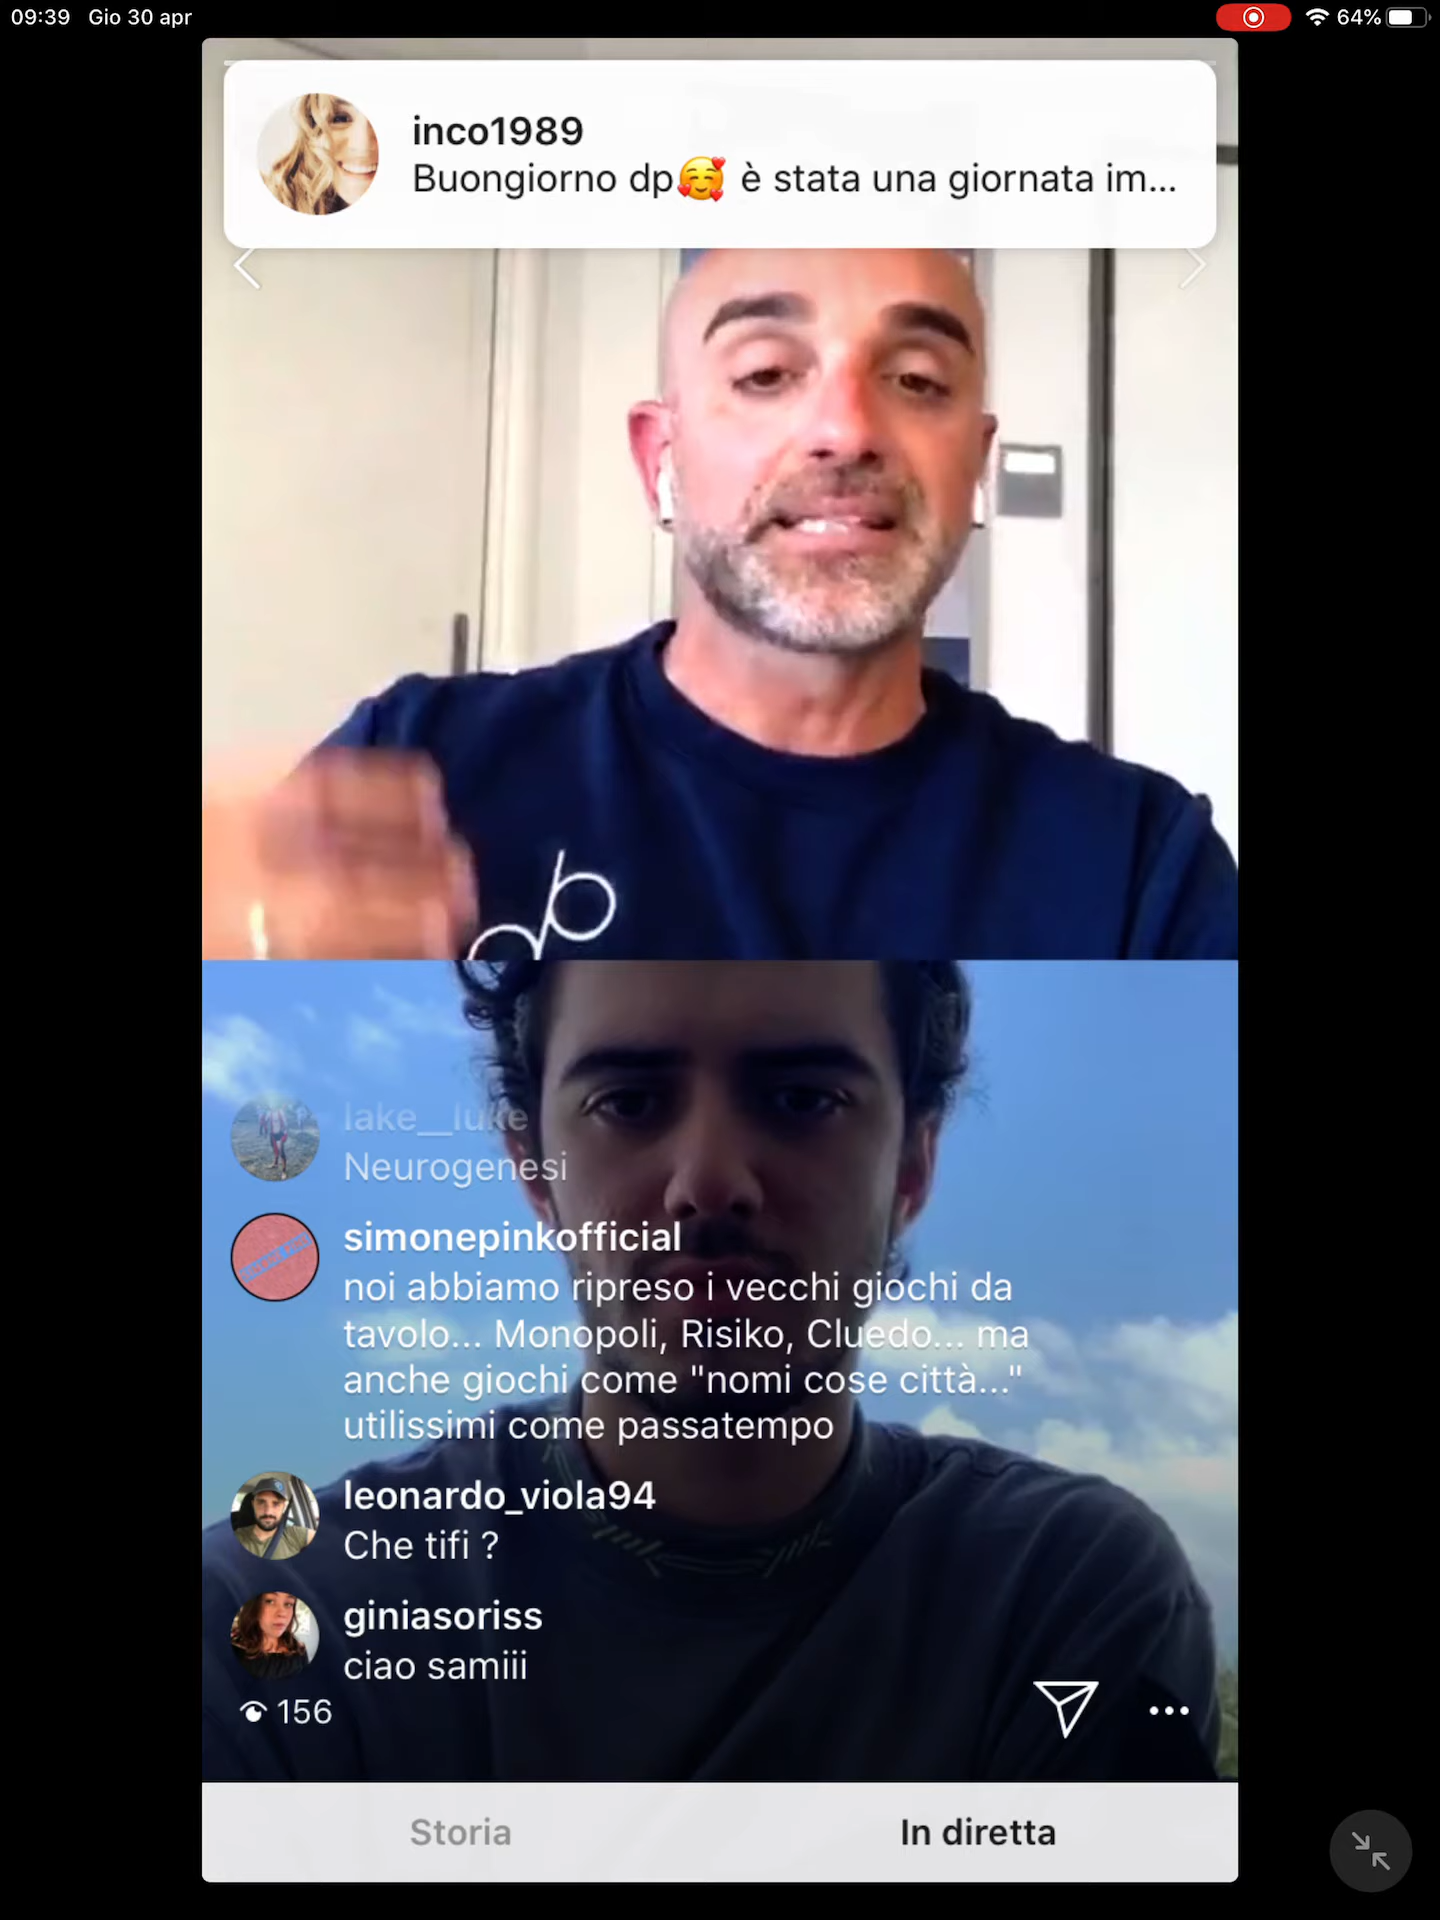 09:39 Gio 30 apr
64%
inco1989
Buongiorno dp🥰 è stata una giornata im...
lake__luke
Neurogenesi
simonepinkofficial
noi abbiamo ripreso i vecchi giochi da
tavolo... Monopoli, Risiko, Cluedo... ma
anche giochi come "nomi cose città..."
utilissimi come passatempo
leonardo_viola94
Che tifi ?
giniasoriss
ciao samiii
156
Storia
In diretta